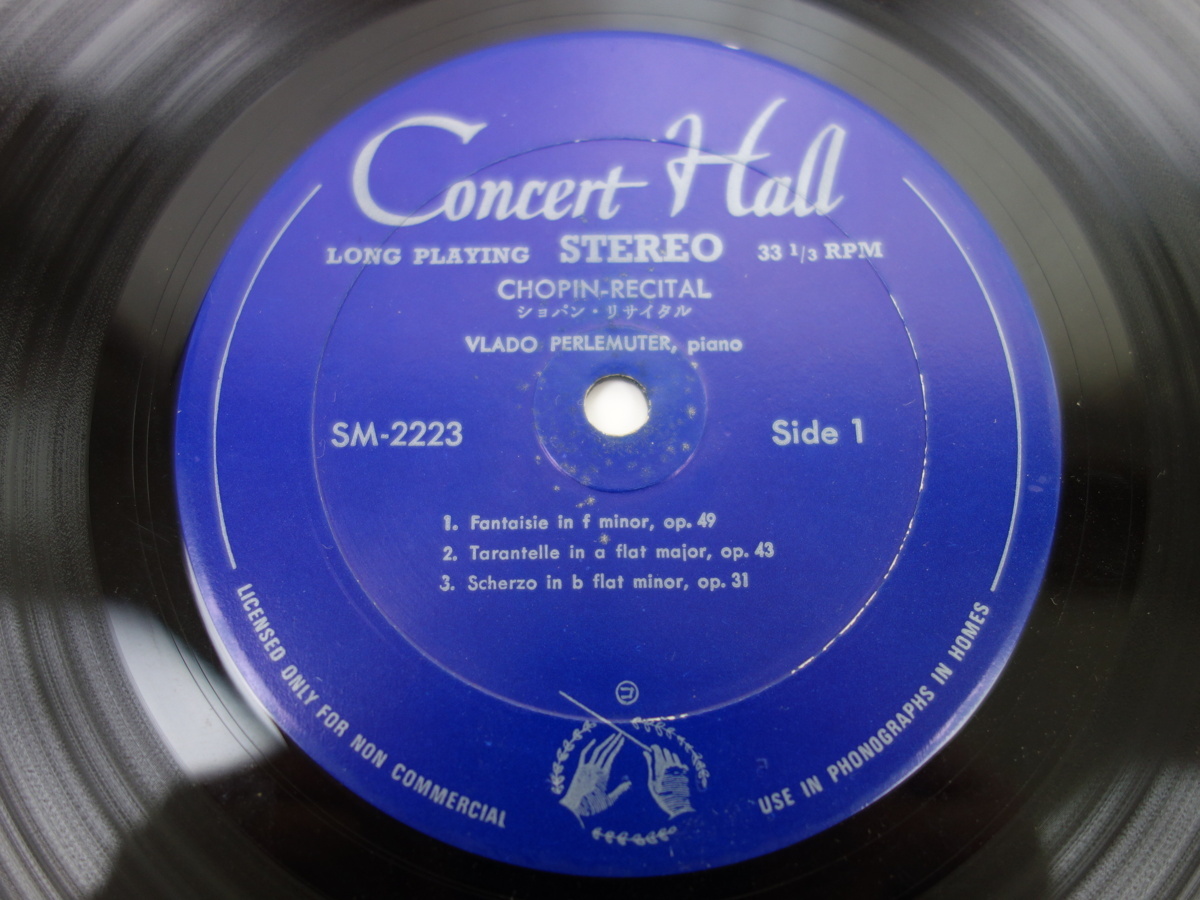 Concert Hall
LONG PLAYING STEREO 33 1/3 RPM
CHOPIN-RECITAL
ショパン・リサイタル
VLADO PERLEMUTER, piano
SM-2223 Side 1
1. Fantaisie in f minor, op. 49
2. Tarantelle in a flat major, op. 43
3. Scherzo in b flat minor, op. 31
㋙
LICENSED ONLY FOR NON COMMERCIAL
USE IN PHONOGRAPHS IN HOMES